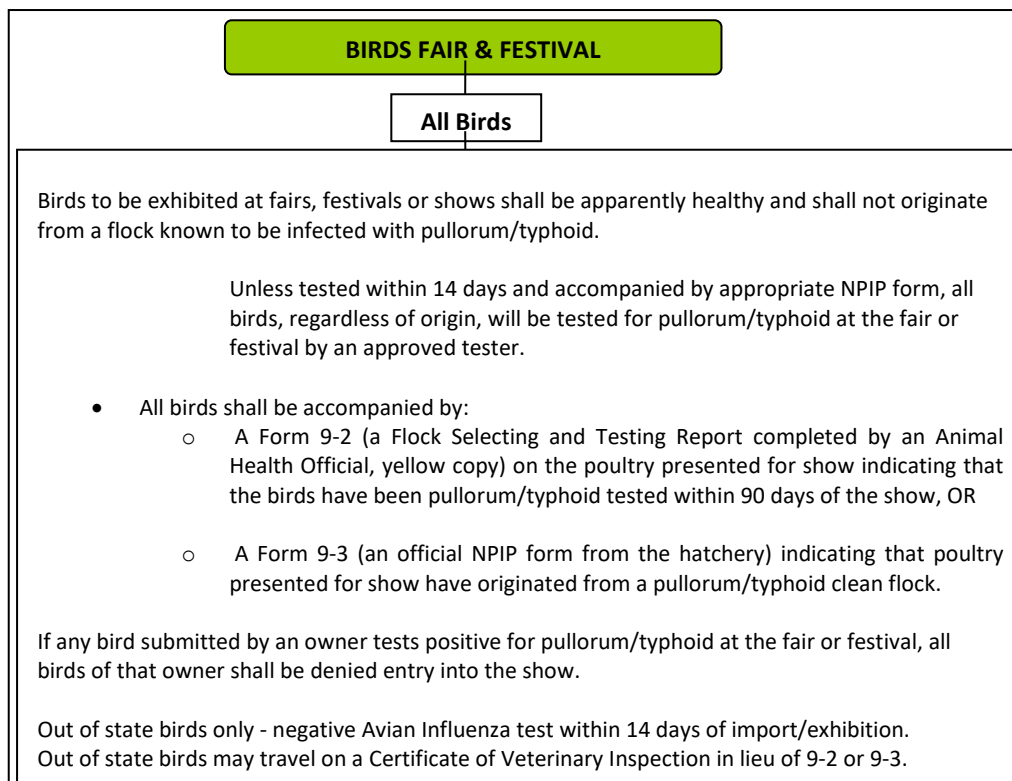 BIRDS FAIR & FESTIVAL
All Birds
Birds to be exhibited at fairs, festivals or shows shall be apparently healthy and shall not originate
from a flock known to be infected with pullorum/typhoid.
Unless tested within 14 days and accompanied by appropriate NPIP form, all
birds, regardless of origin, will be tested for pullorum/typhoid at the fair or
festival by an approved tester.
• All birds shall be accompanied by:
o A Form 9-2 (a Flock Selecting and Testing Report completed by an Animal
Health Official, yellow copy) on the poultry presented for show indicating that
the birds have been pullorum/typhoid tested within 90 days of the show, OR
o A Form 9-3 (an official NPIP form from the hatchery) indicating that poultry
presented for show have originated from a pullorum/typhoid clean flock.
If any bird submitted by an owner tests positive for pullorum/typhoid at the fair or festival, all
birds of that owner shall be denied entry into the show.
Out of state birds only - negative Avian Influenza test within 14 days of import/exhibition.
Out of state birds may travel on a Certificate of Veterinary Inspection in lieu of 9-2 or 9-3.